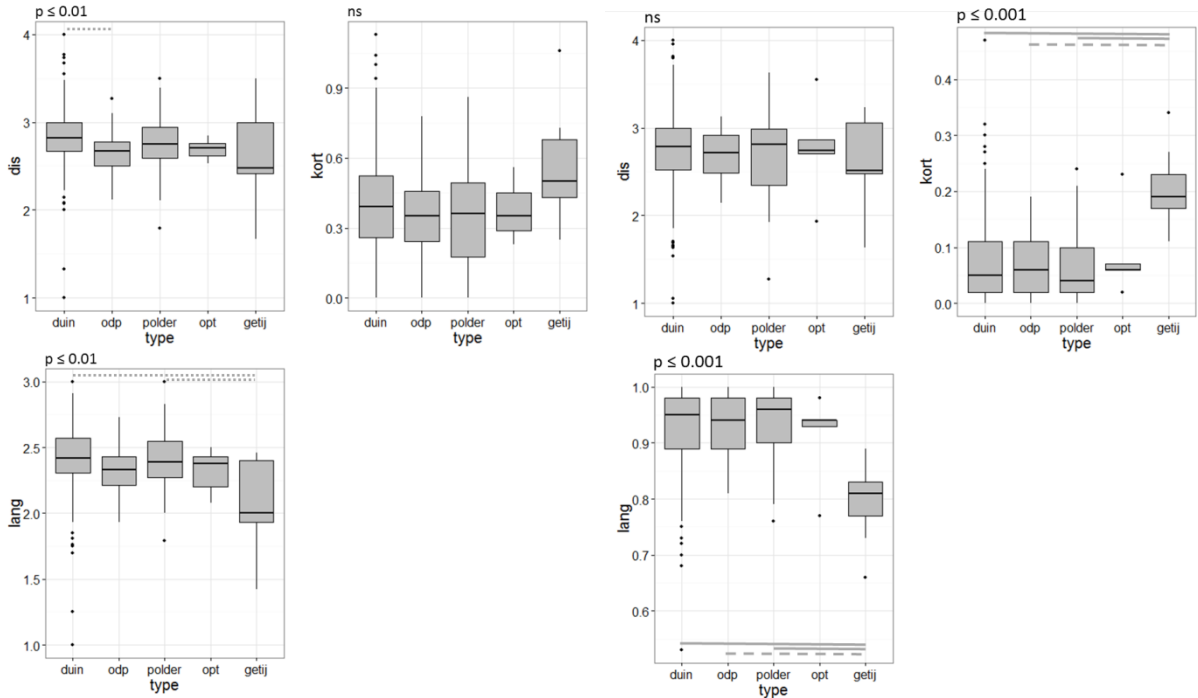 p ≤ 0.01
4
3
2
1
dis
duin odp polder opt getij
type
ns
0.9
0.6
0.3
0.0
kort
duin odp polder opt getij
type
ns
4
3
2
1
dis
duin odp polder opt getij
type
p ≤ 0.001
0.4
0.3
0.2
0.1
0.0
kort
duin odp polder opt getij
type
p ≤ 0.01
3.0
2.5
2.0
1.5
1.0
lang
duin odp polder opt getij
type
p ≤ 0.001
1.0
0.9
0.8
0.7
0.6
lang
duin odp polder opt getij
type